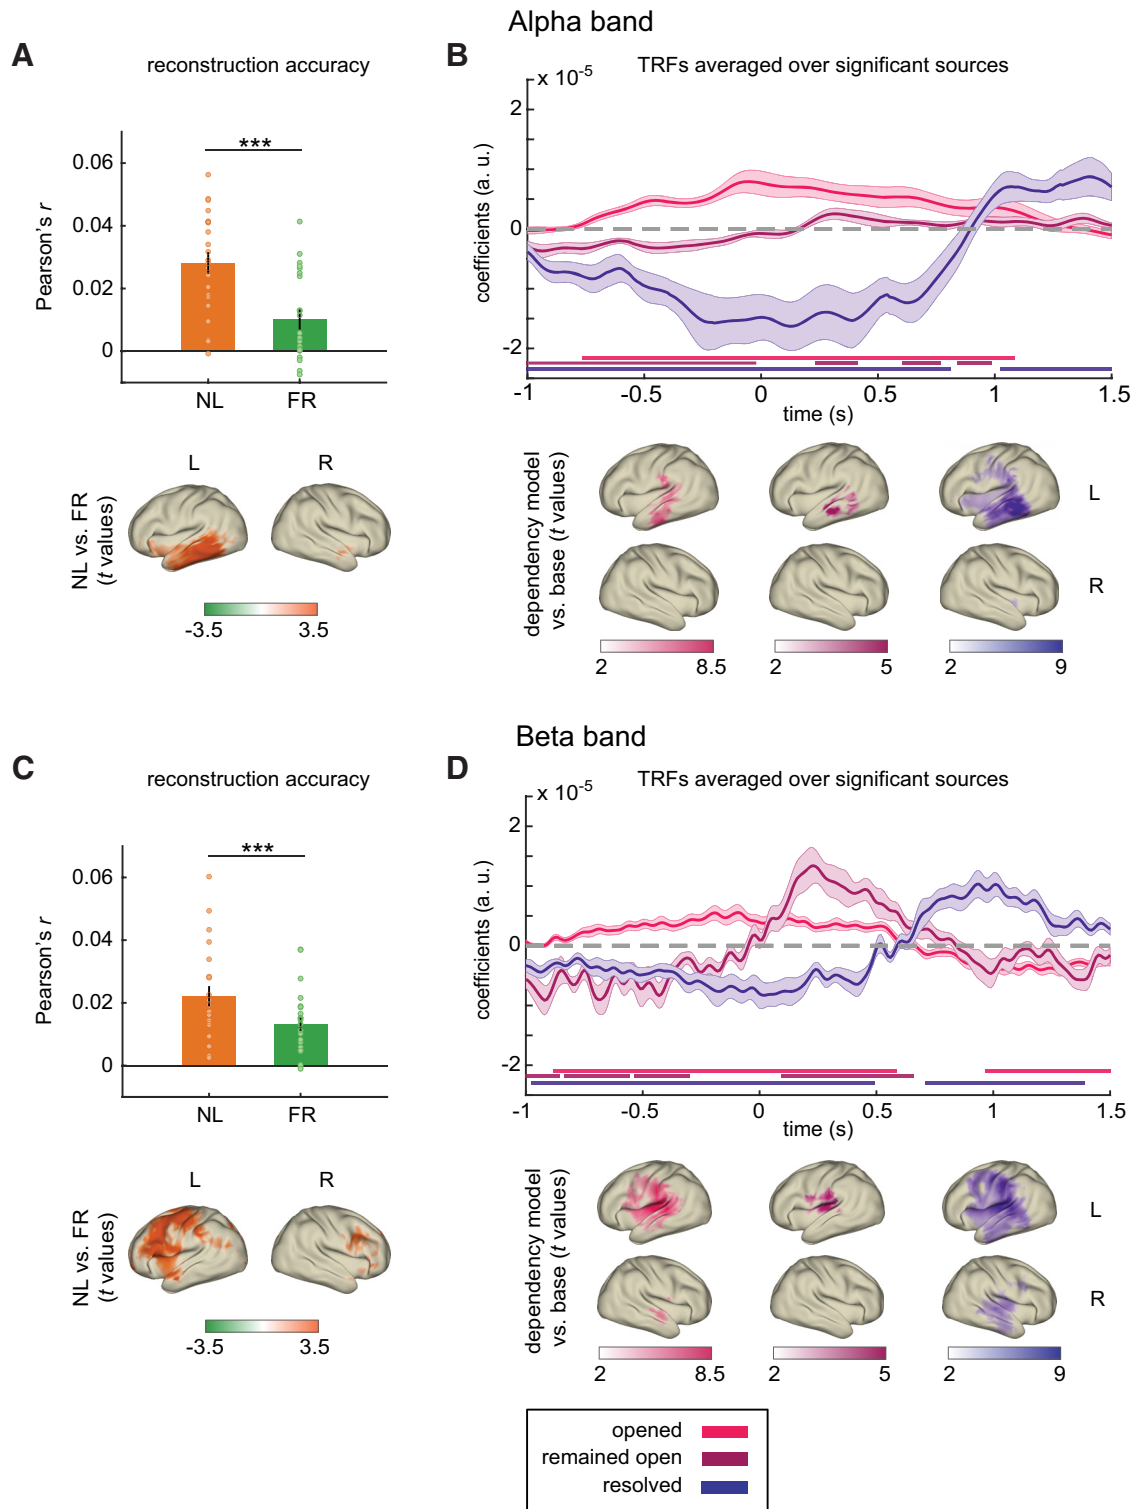 Alpha band
A
reconstruction accuracy
***
0.06
0.04
0.02
0
Pearson's r
NL
FR
L
R
NL vs. FR
(t values)
-3.5
3.5
B
TRFs averaged over significant sources
x 10-5
2
0
-2
coefficients (a. u.)
-1
-0.5
0
0.5
1
1.5
time (s)
dependency model
vs. base (t values)
L
R
2
8.5
2
5
2
9
Beta band
C
reconstruction accuracy
***
0.06
0.04
0.02
0
Pearson's r
NL
FR
L
R
NL vs. FR
(t values)
-3.5
3.5
D
TRFs averaged over significant sources
x 10-5
2
0
-2
coefficients (a. u.)
-1
-0.5
0
0.5
1
1.5
time (s)
dependency model
vs. base (t values)
L
R
2
8.5
2
5
2
9
opened
remained open
resolved